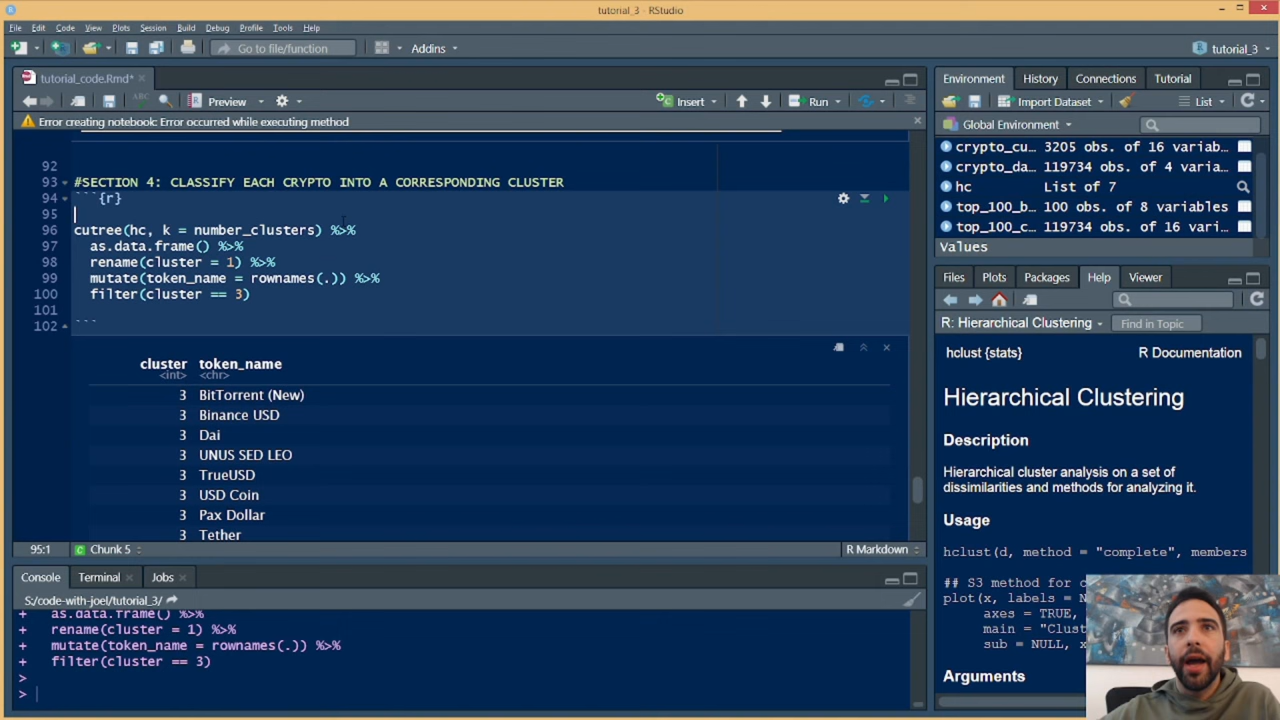 tutorial_3 - RStudio
File Edit Code View Plots Session Build Debug Profile Tools Help
Go to file/function Addins tutorial_3
tutorial_code.Rmd*
ABC Preview Insert Run
Error creating notebook: Error occurred while executing method
92
93 #SECTION 4: CLASSIFY EACH CRYPTO INTO A CORRESPONDING CLUSTER
94 ```{r}
95
96 cutree(hc, k = number_clusters) %>%
97 as.data.frame() %>%
98 rename(cluster = 1) %>%
99 mutate(token_name = rownames(.)) %>%
100 filter(cluster == 3)
101
102 ```
cluster token_name
<int> <chr>
3 BitTorrent (New)
3 Binance USD
3 Dai
3 UNUS SED LEO
3 TrueUSD
3 USD Coin
3 Pax Dollar
3 Tether
95:1 Chunk 5 R Markdown
Console Terminal Jobs
S:/code-with-joel/tutorial_3/
+ as.data.frame() %>%
+ rename(cluster = 1) %>%
+ mutate(token_name = rownames(.)) %>%
+ filter(cluster == 3)
>
>
Environment History Connections Tutorial
Import Dataset List
Global Environment
crypto_cu... 3205 obs. of 16 variab...
crypto_da... 119734 obs. of 4 variab...
hc List of 7
top_100_b... 100 obs. of 8 variables
top_100_c... 119734 obs. of 16 vari...
Values
Files Plots Packages Help Viewer
R: Hierarchical Clustering Find in Topic
hclust {stats} R Documentation
Hierarchical Clustering
Description
Hierarchical cluster analysis on a set of
dissimilarities and methods for analyzing it.
Usage
hclust(d, method = "complete", members
## S3 method for c
plot(x, labels = N
axes = TRUE,
main = "Clust
sub = NULL, x
Arguments